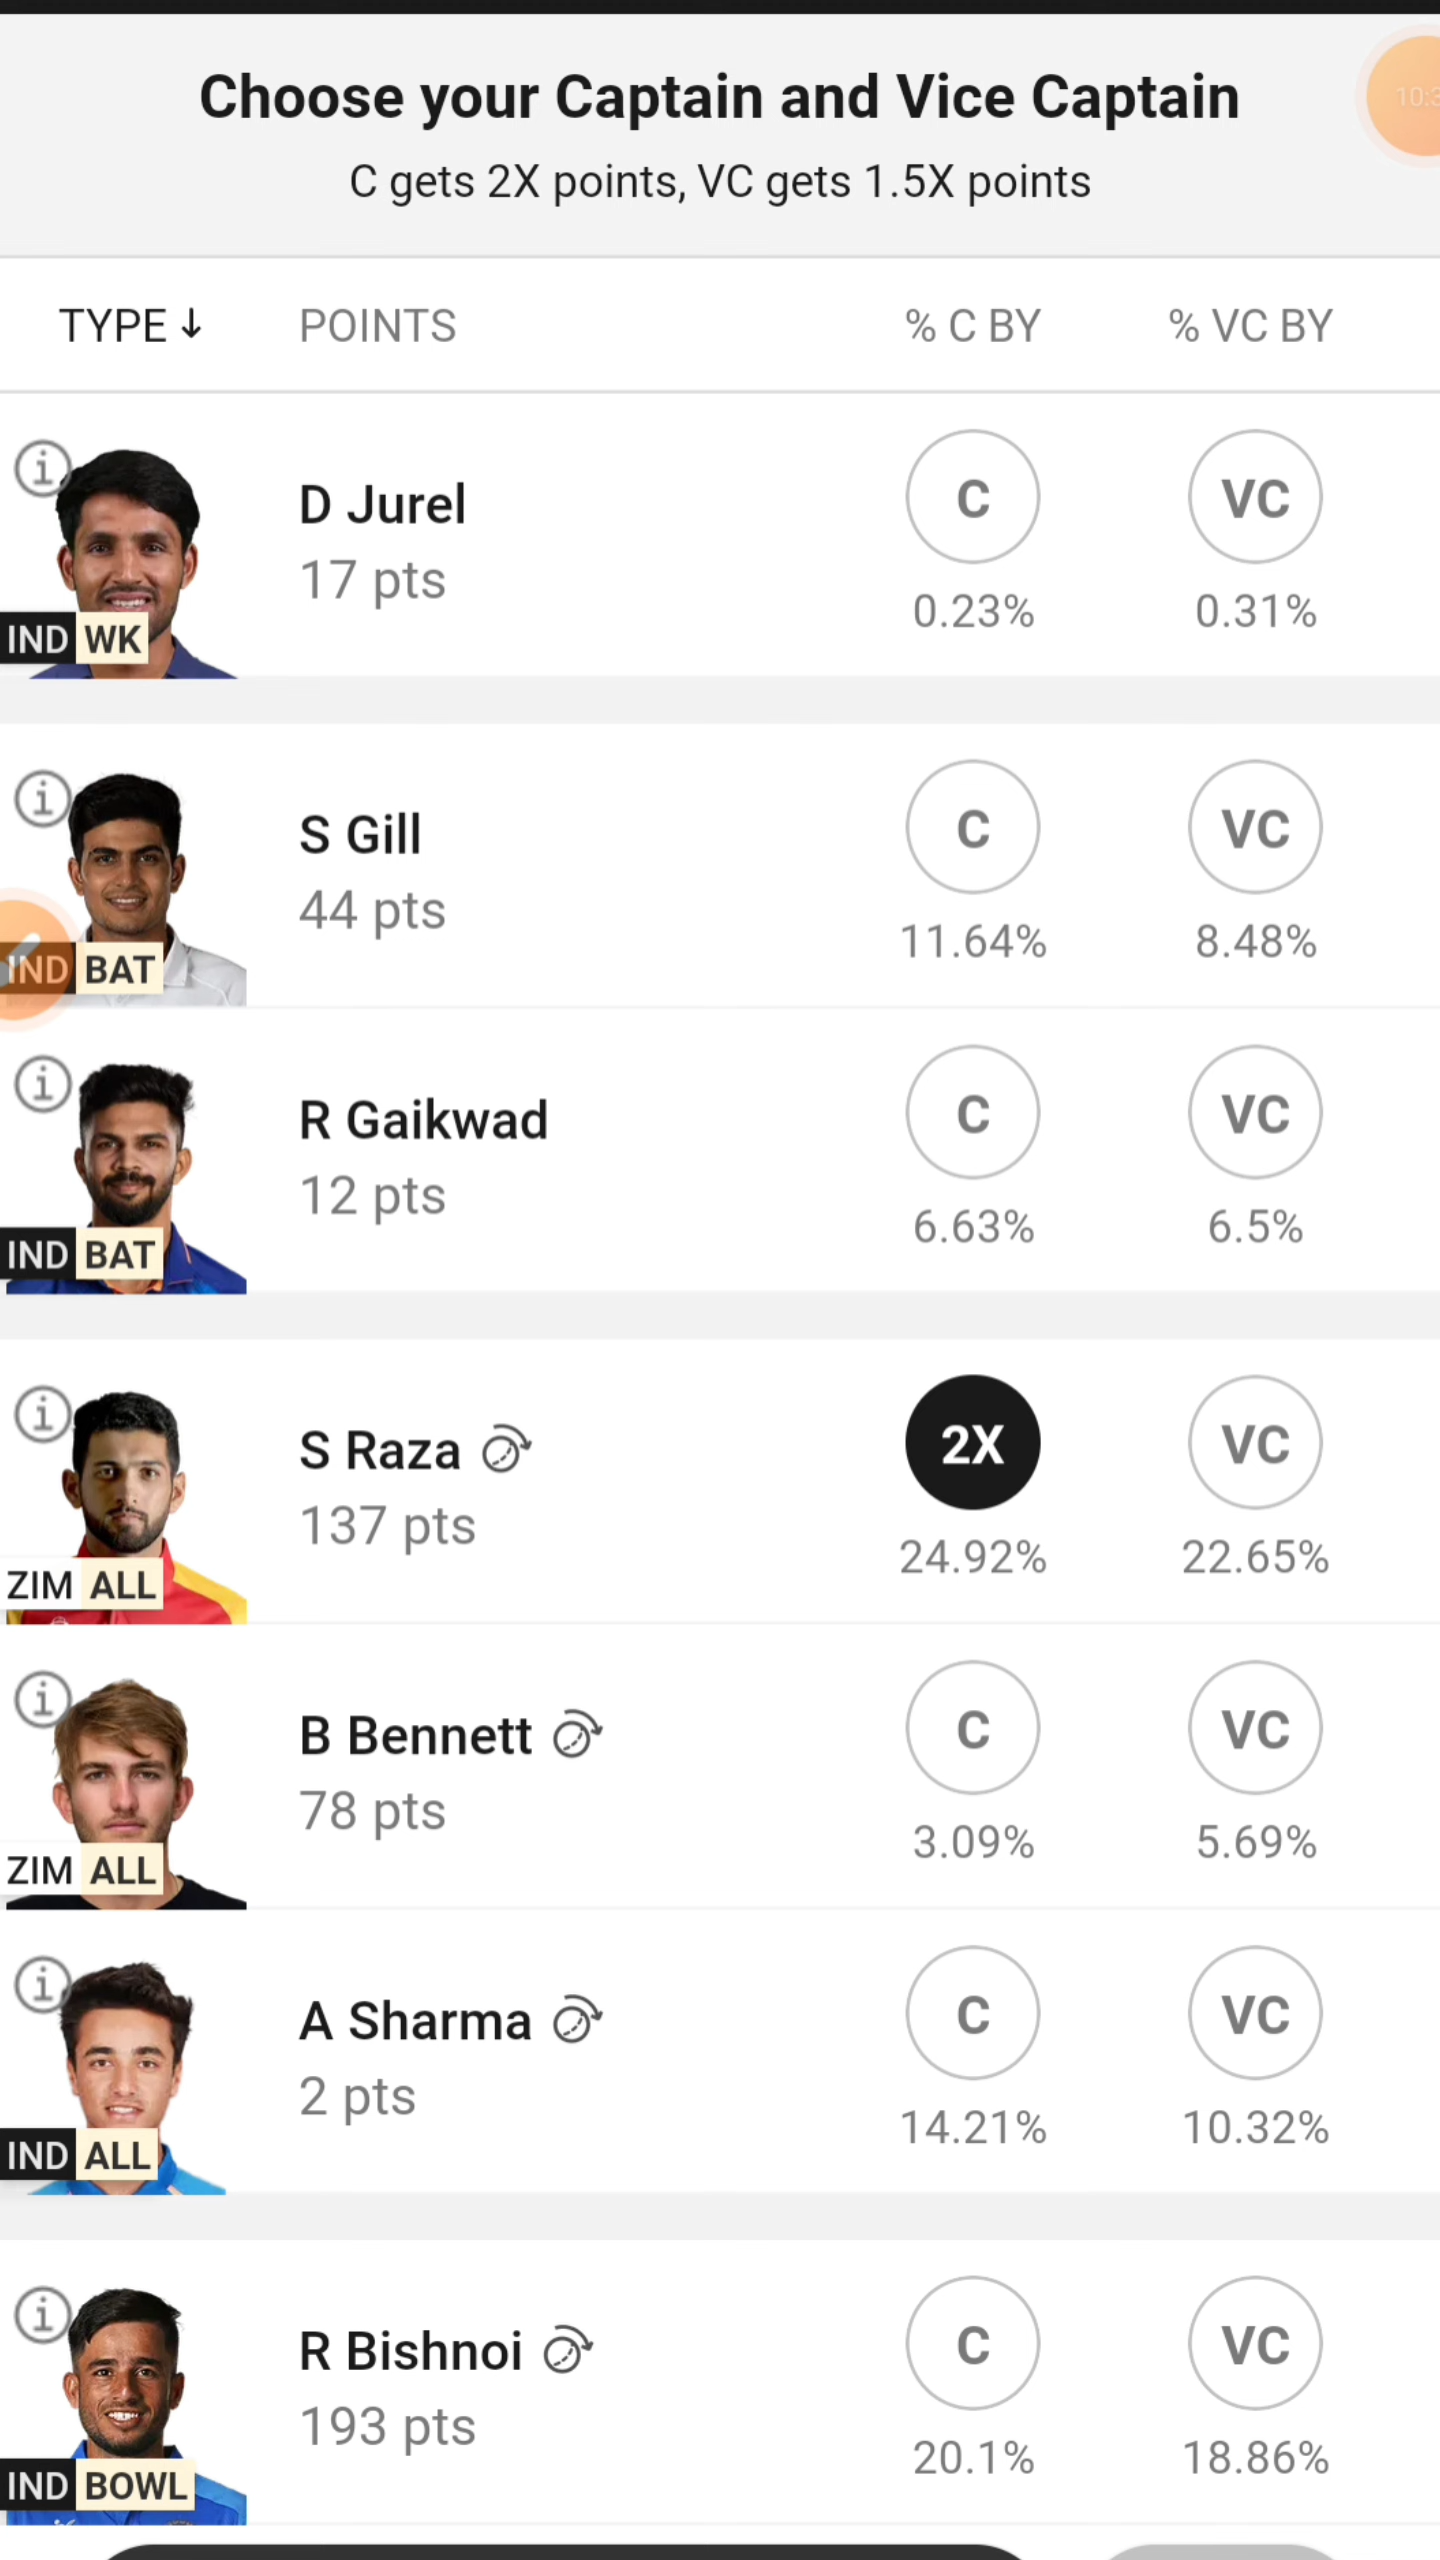 Choose your Captain and Vice Captain
C gets 2X points, VC gets 1.5X points
10:3
TYPE ↓ POINTS % C BY % VC BY
D Jurel
17 pts
IND WK
C VC
0.23% 0.31%
S Gill
44 pts
IND BAT
C VC
11.64% 8.48%
R Gaikwad
12 pts
IND BAT
C VC
6.63% 6.5%
S Raza
137 pts
ZIM ALL
2X VC
24.92% 22.65%
B Bennett
78 pts
ZIM ALL
C VC
3.09% 5.69%
A Sharma
2 pts
IND ALL
C VC
14.21% 10.32%
R Bishnoi
193 pts
IND BOWL
C VC
20.1% 18.86%